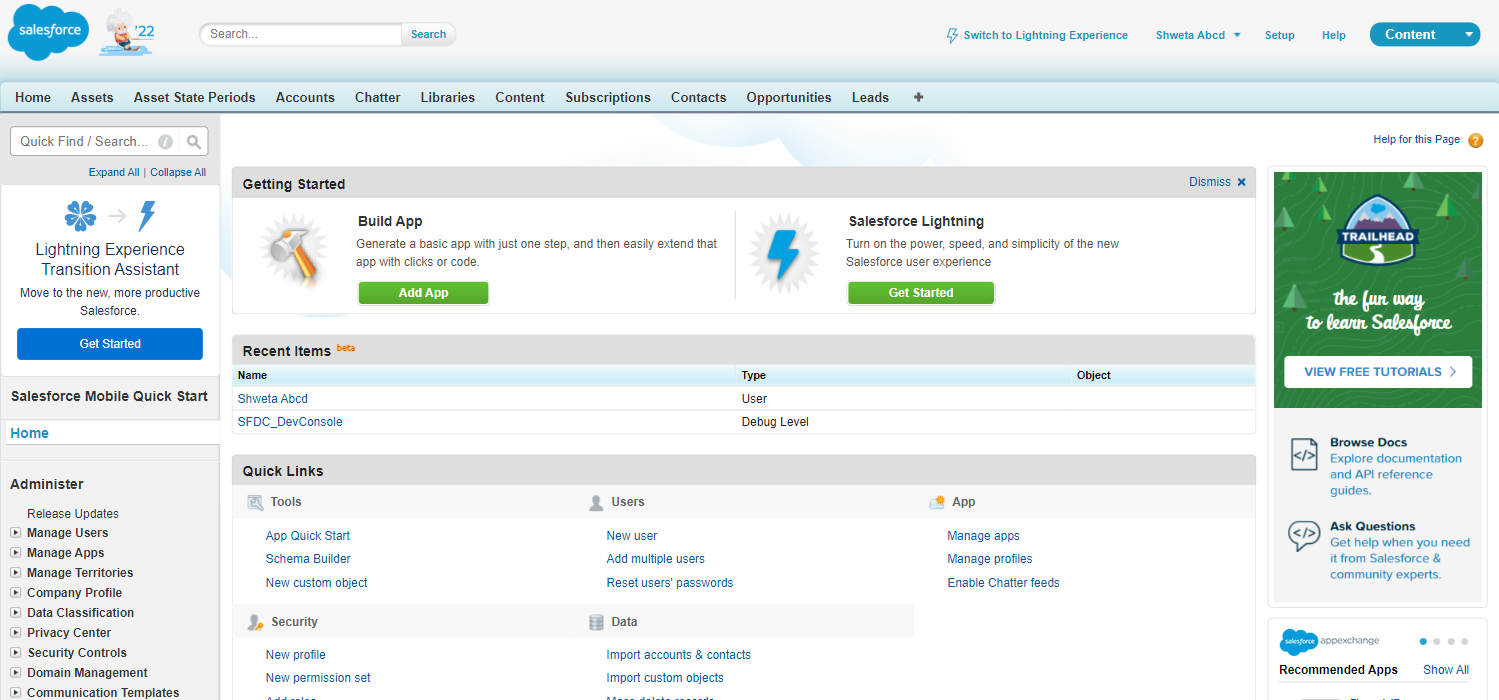 salesforce
'22
Search...
Search
Switch to Lightning Experience
Shweta Abcd
Setup
Help
Content
Home
Assets
Asset State Periods
Accounts
Chatter
Libraries
Content
Subscriptions
Contacts
Opportunities
Leads
+
Quick Find / Search...
Expand All | Collapse All
Lightning Experience
Transition Assistant
Move to the new, more productive
Salesforce.
Get Started
Salesforce Mobile Quick Start
Home
Administer
Release Updates
Manage Users
Manage Apps
Manage Territories
Company Profile
Data Classification
Privacy Center
Security Controls
Domain Management
Communication Templates
Help for this Page ?
Getting Started
Dismiss
Build App
Generate a basic app with just one step, and then easily extend that
app with clicks or code.
Add App
Salesforce Lightning
Turn on the power, speed, and simplicity of the new
Salesforce user experience
Get Started
Recent Items beta
Name Type Object
Shweta Abcd User
SFDC_DevConsole Debug Level
Quick Links
Tools
App Quick Start
Schema Builder
New custom object
Users
New user
Add multiple users
Reset users' passwords
App
Manage apps
Manage profiles
Enable Chatter feeds
Security
New profile
New permission set
Data
Import accounts & contacts
Import custom objects
TRAILHEAD
the fun way
to learn Salesforce
VIEW FREE TUTORIALS
Browse Docs
Explore documentation
and API reference
guides.
Ask Questions
Get help when you need
it from Salesforce &
community experts.
salesforce appexchange
Recommended Apps
Show All